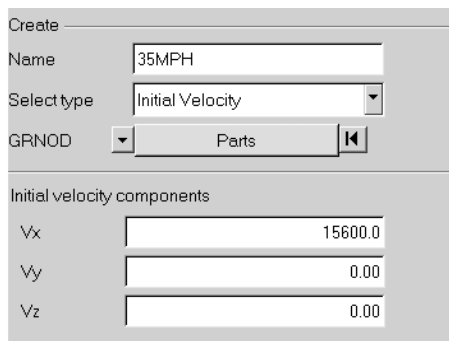 Create
Name 35MPH
Select type Initial Velocity
GRNOD Parts
Initial velocity components
Vx 15600.0
Vy 0.00
Vz 0.00